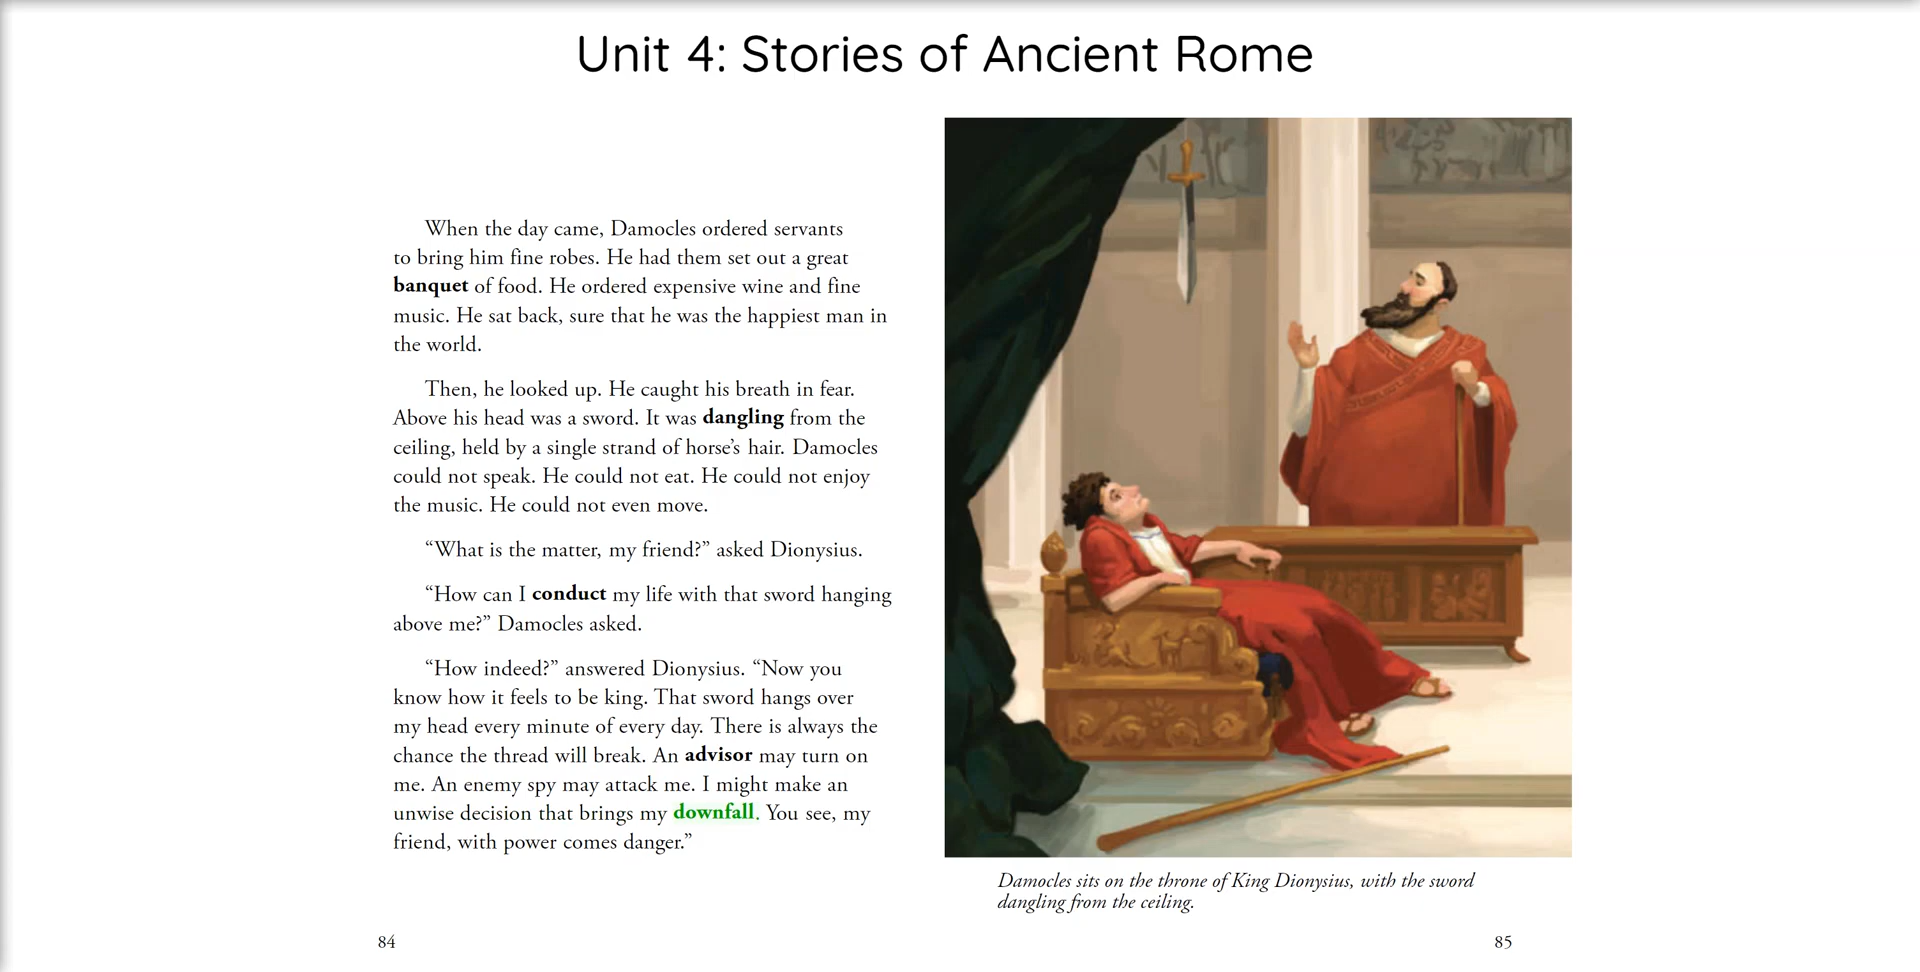 Unit 4: Stories of Ancient Rome
When the day came, Damocles ordered servants
to bring him fine robes. He had them set out a great
banquet of food. He ordered expensive wine and fine
music. He sat back, sure that he was the happiest man in
the world.
Then, he looked up. He caught his breath in fear.
Above his head was a sword. It was dangling from the
ceiling, held by a single strand of horse’s hair. Damocles
could not speak. He could not eat. He could not enjoy
the music. He could not even move.
“What is the matter, my friend?” asked Dionysius.
“How can I conduct my life with that sword hanging
above me?” Damocles asked.
“How indeed?” answered Dionysius. “Now you
know how it feels to be king. That sword hangs over
my head every minute of every day. There is always the
chance the thread will break. An advisor may turn on
me. An enemy spy may attack me. I might make an
unwise decision that brings my downfall. You see, my
friend, with power comes danger.”
84
Damocles sits on the throne of King Dionysius, with the sword
dangling from the ceiling.
85